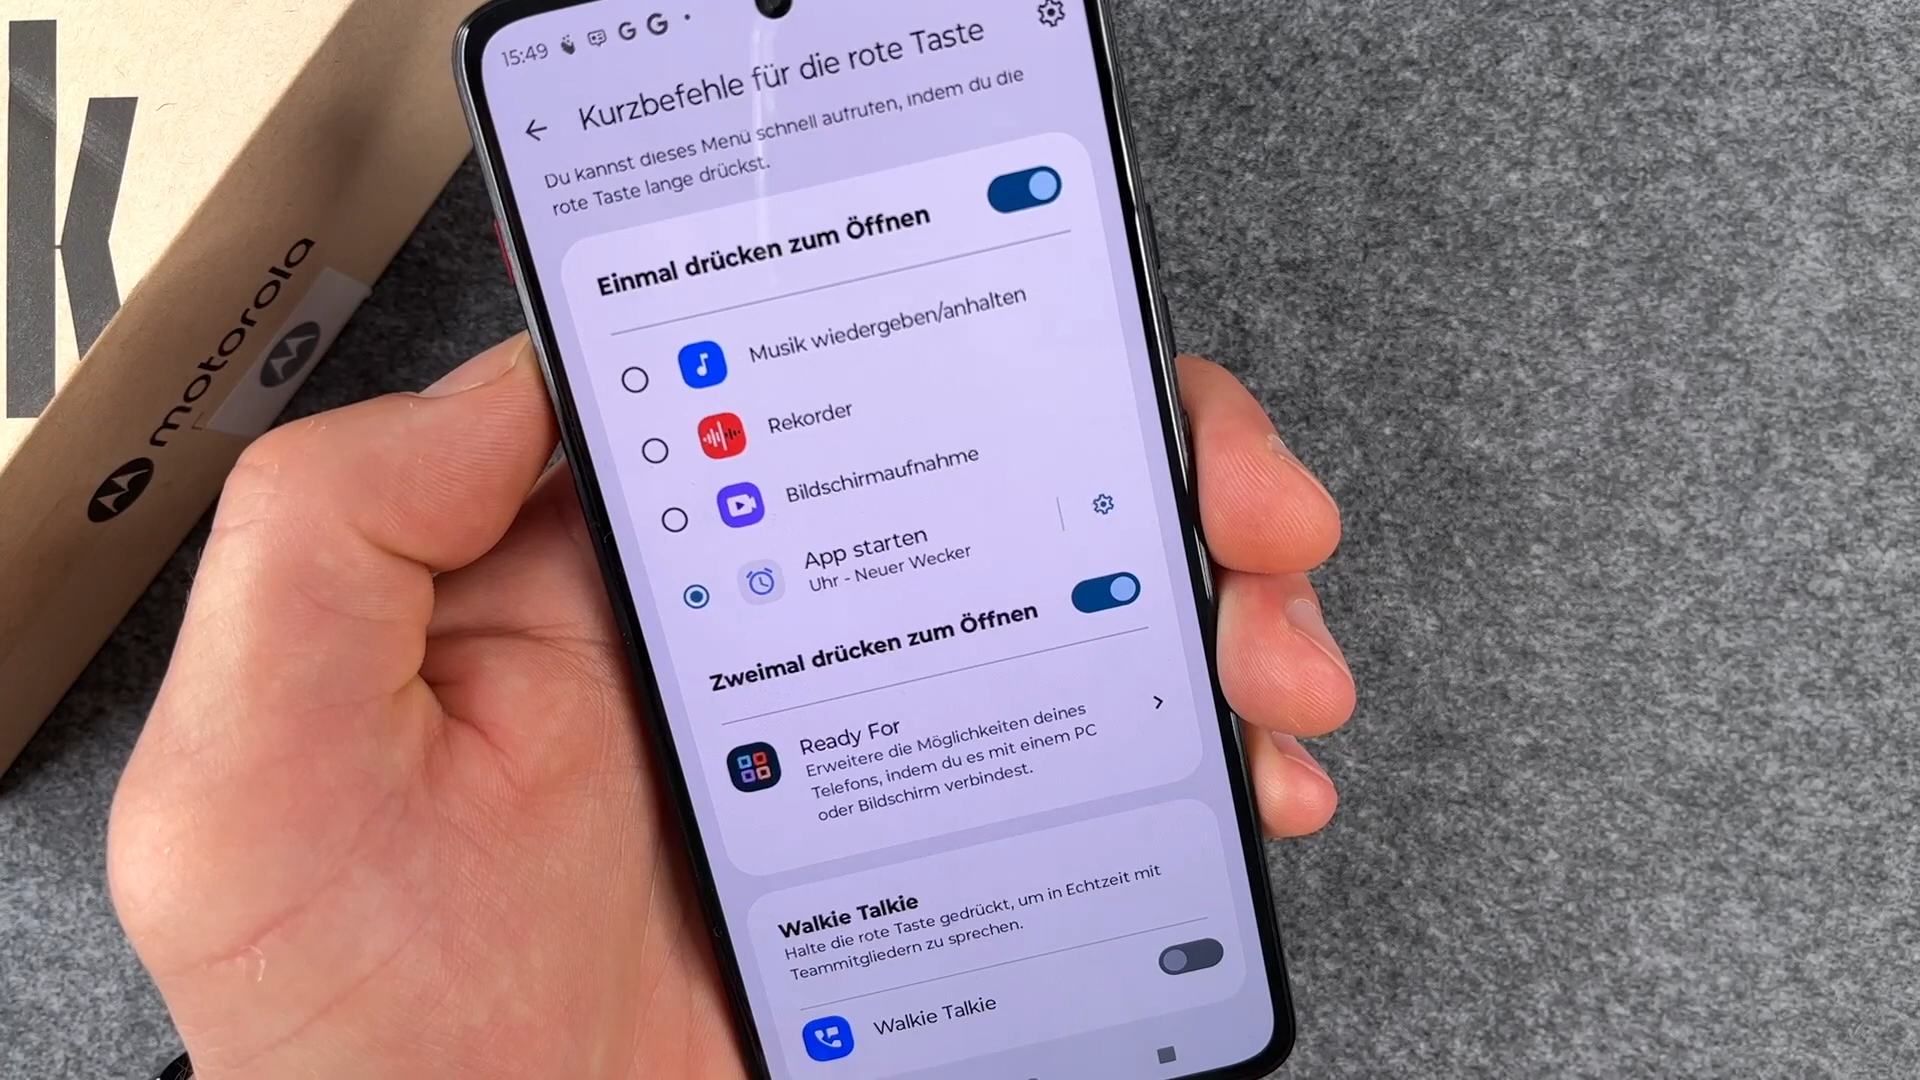 15:49
Kurzbefehle für die rote Taste
Du kannst dieses Menü schnell aufrufen, indem du die
rote Taste lange drückst.
Einmal drücken zum Öffnen
Musik wiedergeben/anhalten
Rekorder
Bildschirmaufnahme
App starten
Uhr - Neuer Wecker
Zweimal drücken zum Öffnen
Ready For
Erweitere die Möglichkeiten deines
Telefons, indem du es mit einem PC
oder Bildschirm verbindest.
Walkie Talkie
Halte die rote Taste gedrückt, um in Echtzeit mit
Teammitgliedern zu sprechen.
Walkie Talkie
k
motorola